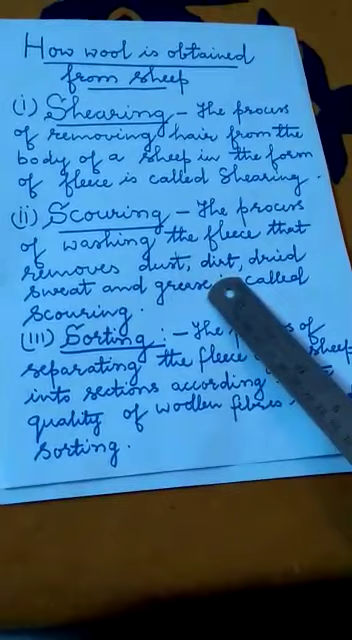 How wool is obtained
from sheep
(i) Shearing - The process
of removing hair from the
body of a sheep in the form
of fleece is called Shearing.
(ii) Scouring - The process
of washing the fleece that
removes dust, dirt, dried
sweat and grease is called
Scouring.
(III) Sorting :- The of
separating the fleece sheep
into sections according
quality of woollen fibres
sorting.